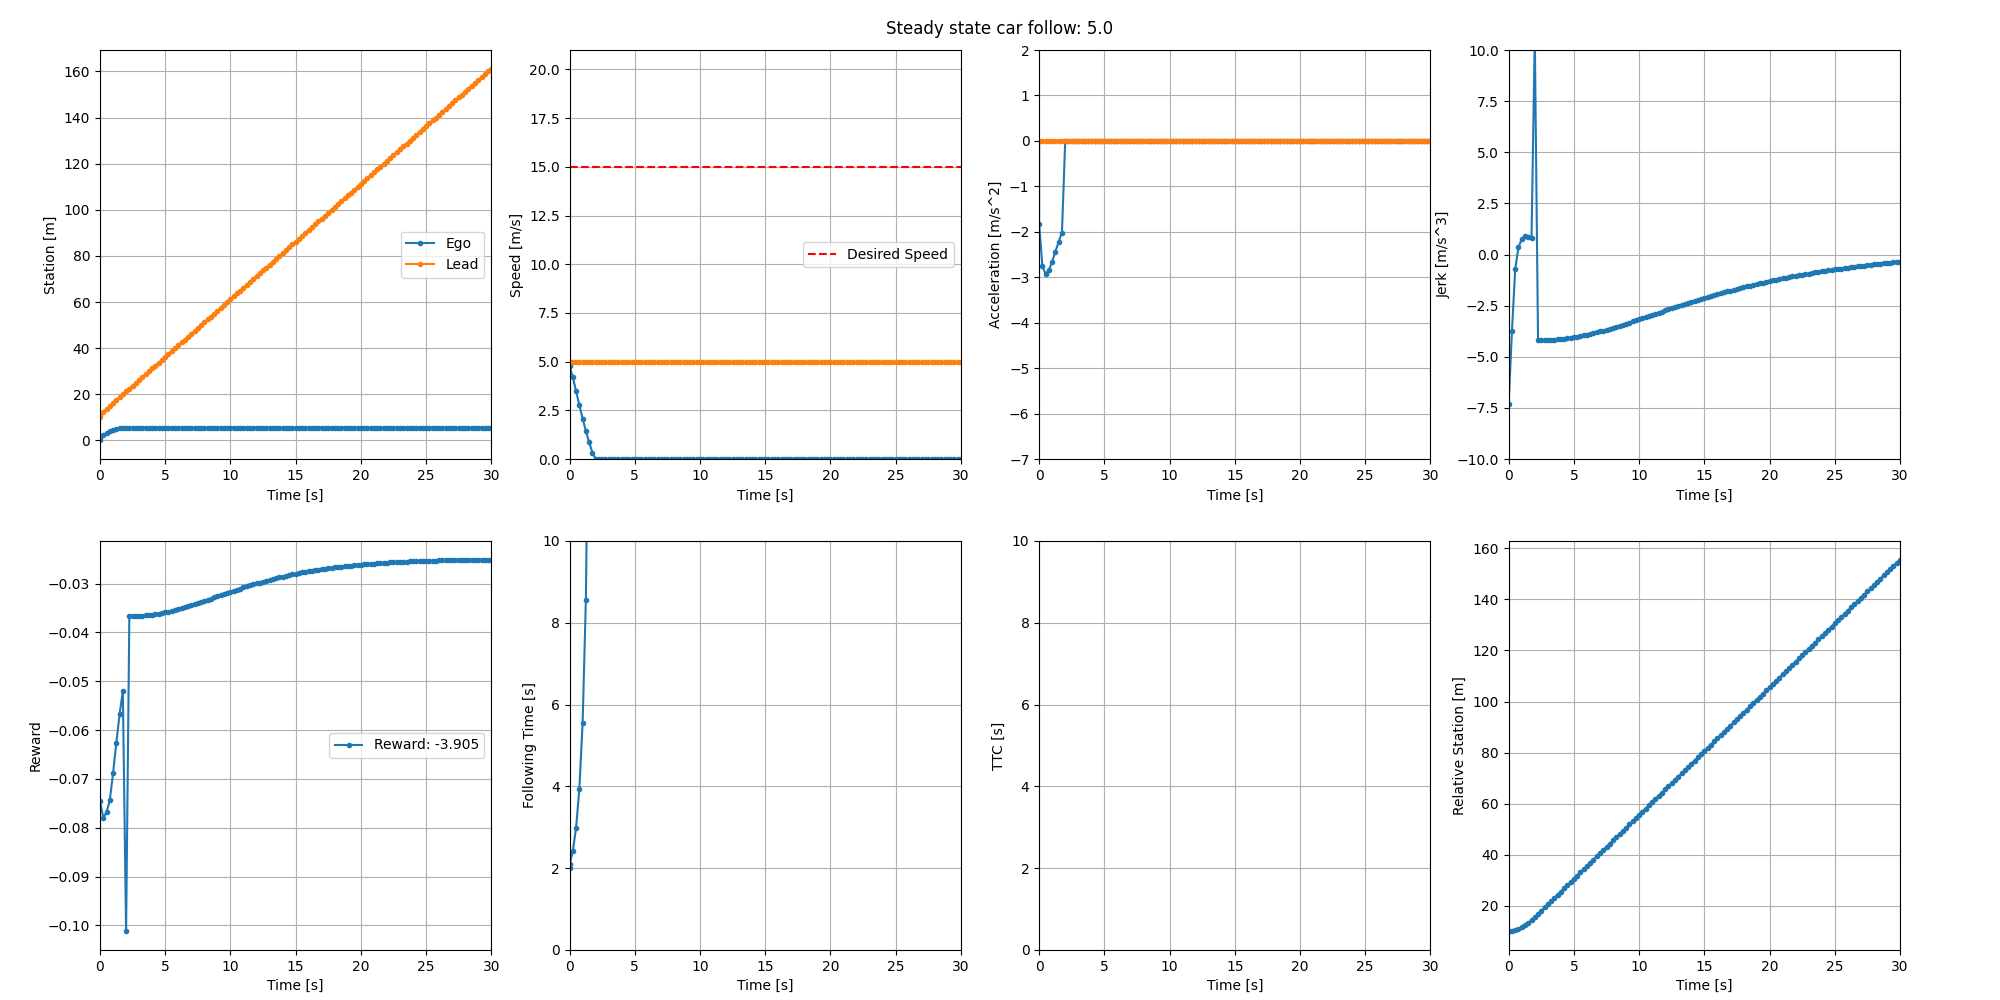 Steady state car follow: 5.0
Station [m]
160
140
120
100
80
60
40
20
0
Ego
Lead
0 5 10 15 20 25 30
Time [s]
Speed [m/s]
20.0
17.5
15.0
12.5
10.0
7.5
5.0
2.5
0.0
Desired Speed
0 5 10 15 20 25 30
Time [s]
Acceleration [m/s^2]
2
1
0
−1
−2
−3
−4
−5
−6
−7
0 5 10 15 20 25 30
Time [s]
Jerk [m/s^3]
10.0
7.5
5.0
2.5
0.0
−2.5
−5.0
−7.5
−10.0
0 5 10 15 20 25 30
Time [s]
Reward
−0.03
−0.04
−0.05
−0.06
−0.07
−0.08
−0.09
−0.10
Reward: -3.905
0 5 10 15 20 25 30
Time [s]
Following Time [s]
10
8
6
4
2
0
0 5 10 15 20 25 30
Time [s]
TTC [s]
10
8
6
4
2
0
0 5 10 15 20 25 30
Time [s]
Relative Station [m]
160
140
120
100
80
60
40
20
0 5 10 15 20 25 30
Time [s]